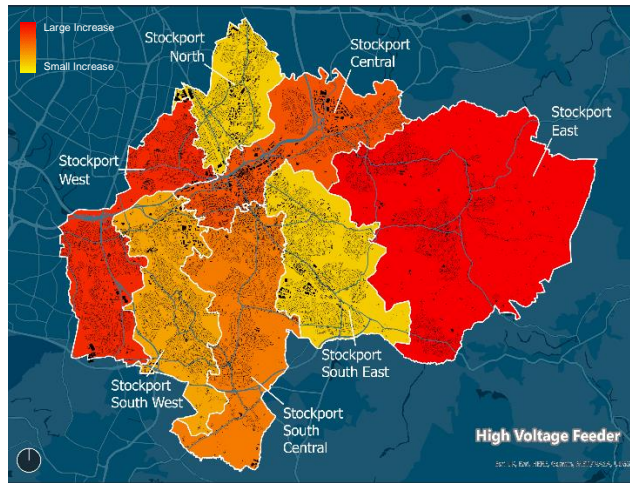 Large Increase
Small Increase
Stockport
North
Stockport
Central
Stockport
East
Stockport
West
Stockport
South East
Stockport
South West
Stockport
South
Central
High Voltage Feeder